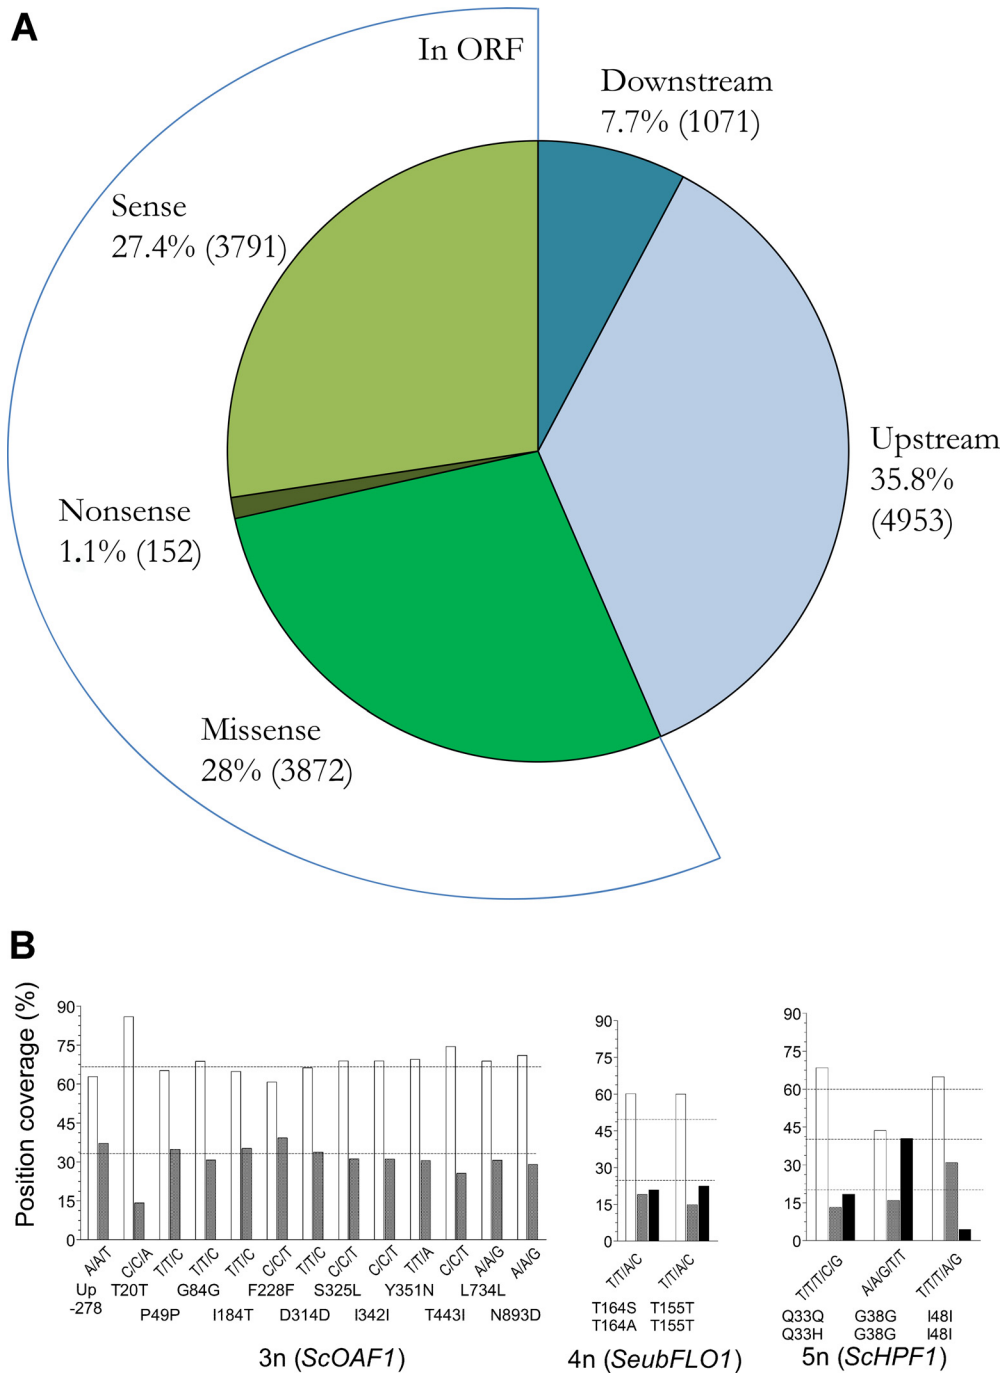 A
In ORF
Downstream
7.7% (1071)
Sense
27.4% (3791)
Upstream
35.8%
(4953)
Nonsense
1.1% (152)
Missense
28% (3872)
B
Position coverage (%)
90
75
60
45
30
15
0
A/A/T C/C/A T/T/C T/T/C T/T/C C/C/T T/T/C C/C/T C/C/T T/T/A C/C/T A/A/G A/A/G
Up T20T G84G F228F S325L Y351N L734L
-278 P49P I184T D314D I342I T443I N893D
3n (ScOAF1)
90
75
60
45
30
15
0
T/T/A/C T/T/A/C
T164S T155T
T164A T155T
4n (SeubFLO1)
90
75
60
45
30
15
0
T/T/T/C/G A/A/G/T/T T/T/T/A/G
Q33Q G38G I48I
Q33H G38G I48I
5n (ScHPF1)